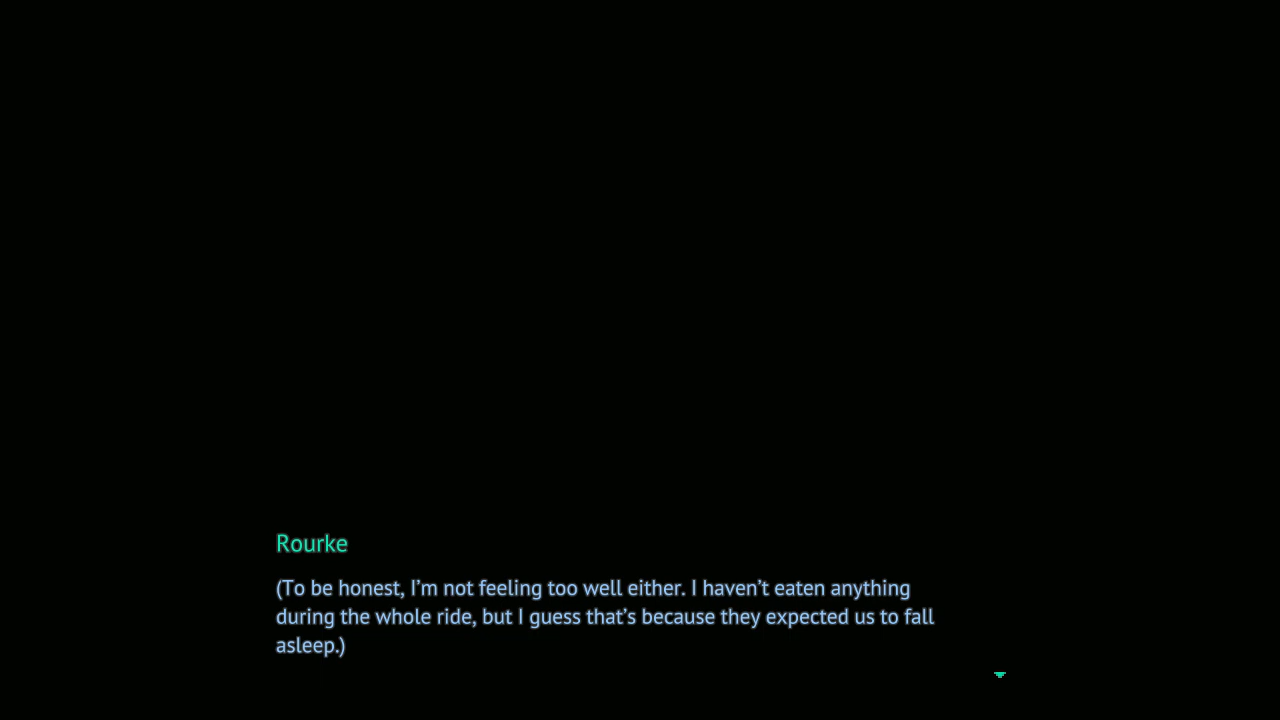 Rourke
(To be honest, I’m not feeling too well either. I haven’t eaten anything
during the whole ride, but I guess that’s because they expected us to fall
asleep.)